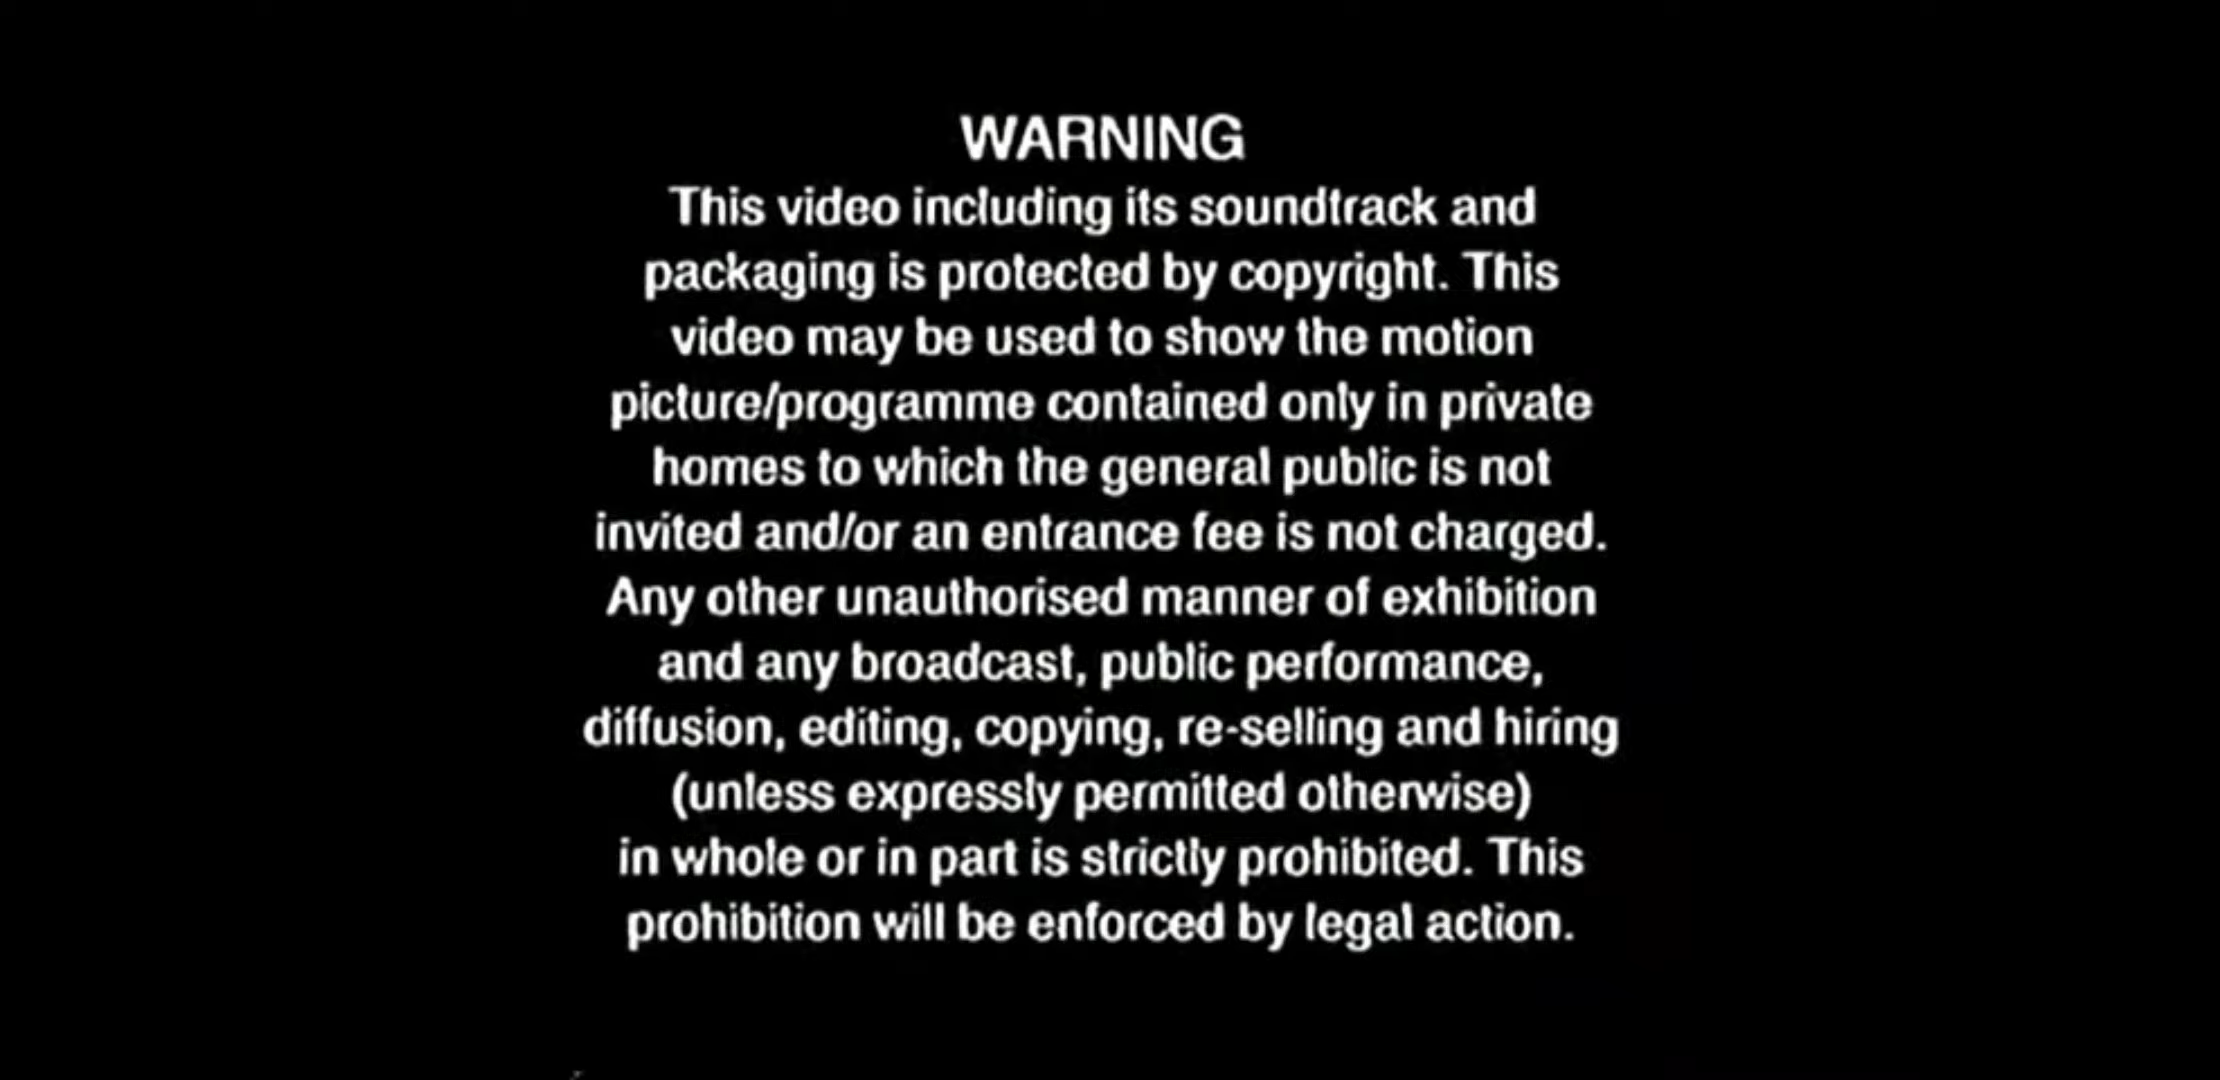 WARNING
This video including its soundtrack and
packaging is protected by copyright. This
video may be used to show the motion
picture/programme contained only in private
homes to which the general public is not
invited and/or an entrance fee is not charged.
Any other unauthorised manner of exhibition
and any broadcast, public performance,
diffusion, editing, copying, re-selling and hiring
(unless expressly permitted otherwise)
in whole or in part is strictly prohibited. This
prohibition will be enforced by legal action.